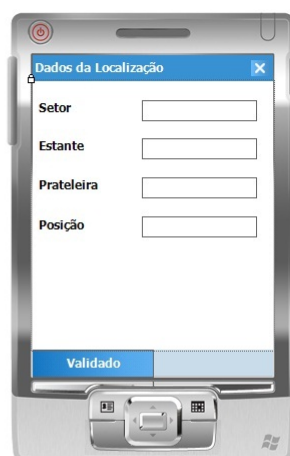 Dados da Localização
Setor
Estante
Prateleira
Posição
Validado